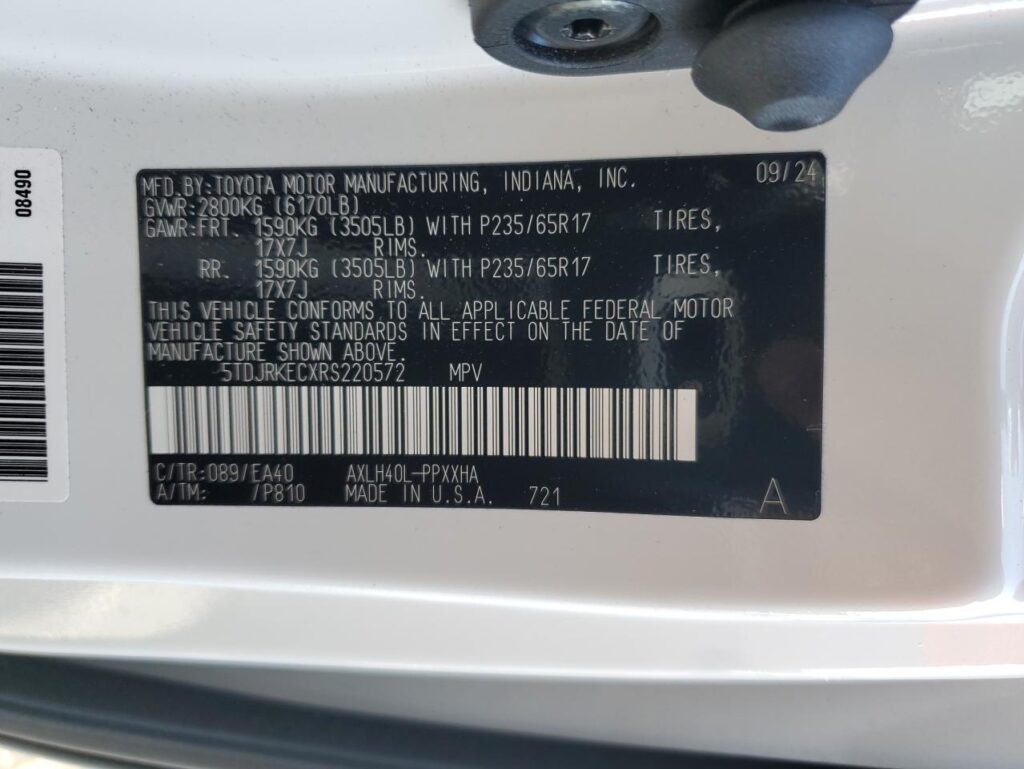 08490
MFD.BY:TOYOTA MOTOR MANUFACTURING, INDIANA, INC. 09/24
GVWR:2800KG (6170LB)
GAWR:FRT. 1590KG (3505LB) WITH P235/65R17 TIRES,
17X7J RIMS.
RR. 1590KG (3505LB) WITH P235/65R17 TIRES,
17X7J RIMS.
THIS VEHICLE CONFORMS TO ALL APPLICABLE FEDERAL MOTOR
VEHICLE SAFETY STANDARDS IN EFFECT ON THE DATE OF
MANUFACTURE SHOWN ABOVE.
5TDJRKECXRS220572 MPV
C/TR:089/EA40 AXLH40L-PPXXHA
A/TM: /P810 MADE IN U.S.A. 721 A